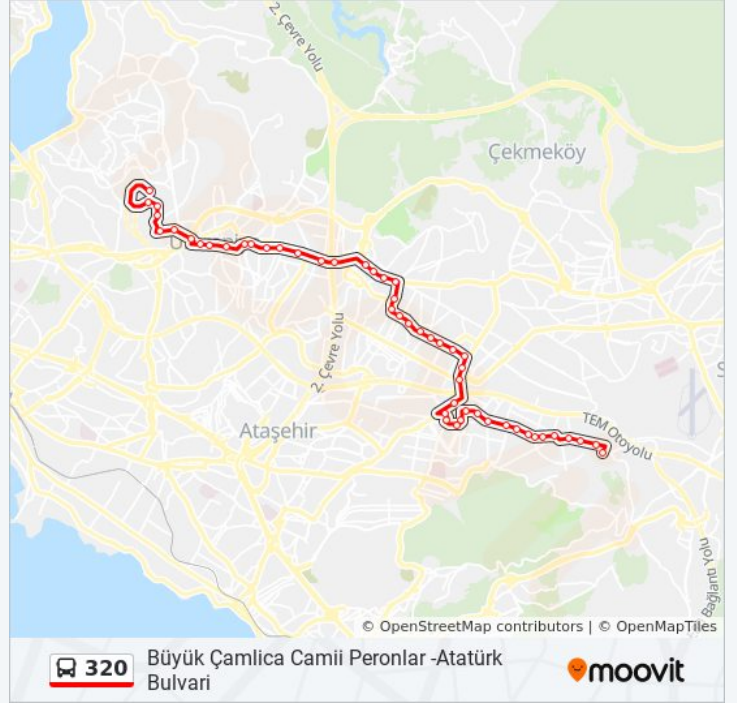 2. Çevre Yolu
Çekmeköy
2. Çevre Yolu
Ataşehir
TEM Otoyolu
Bağlantı Yolu
© OpenStreetMap contributors | © OpenMapTiles
320
Büyük Çamlica Camii Peronlar -Atatürk
Bulvari
moovit